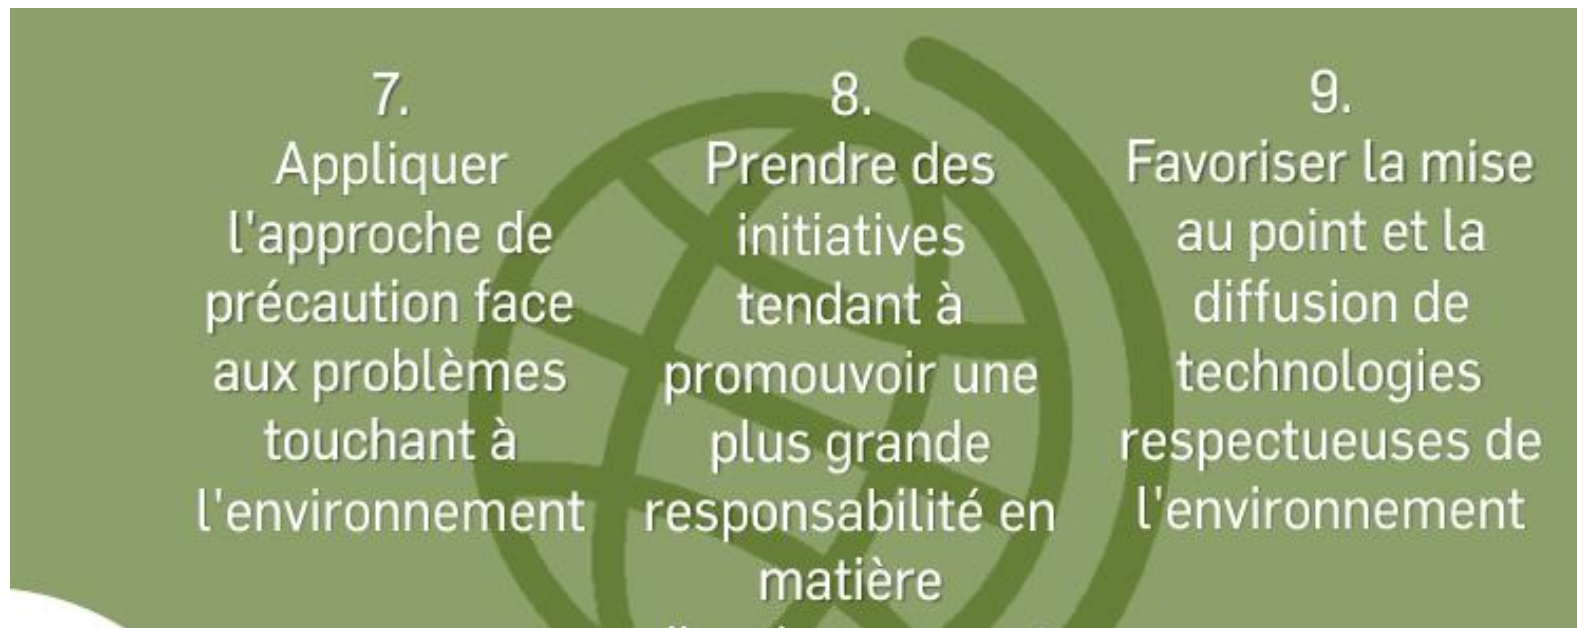 7.
Appliquer
l'approche de
précaution face
aux problèmes
touchant à
l'environnement
8.
Prendre des
initiatives
tendant à
promouvoir une
plus grande
responsabilité en
matière
9.
Favoriser la mise
au point et la
diffusion de
technologies
respectueuses de
l'environnement